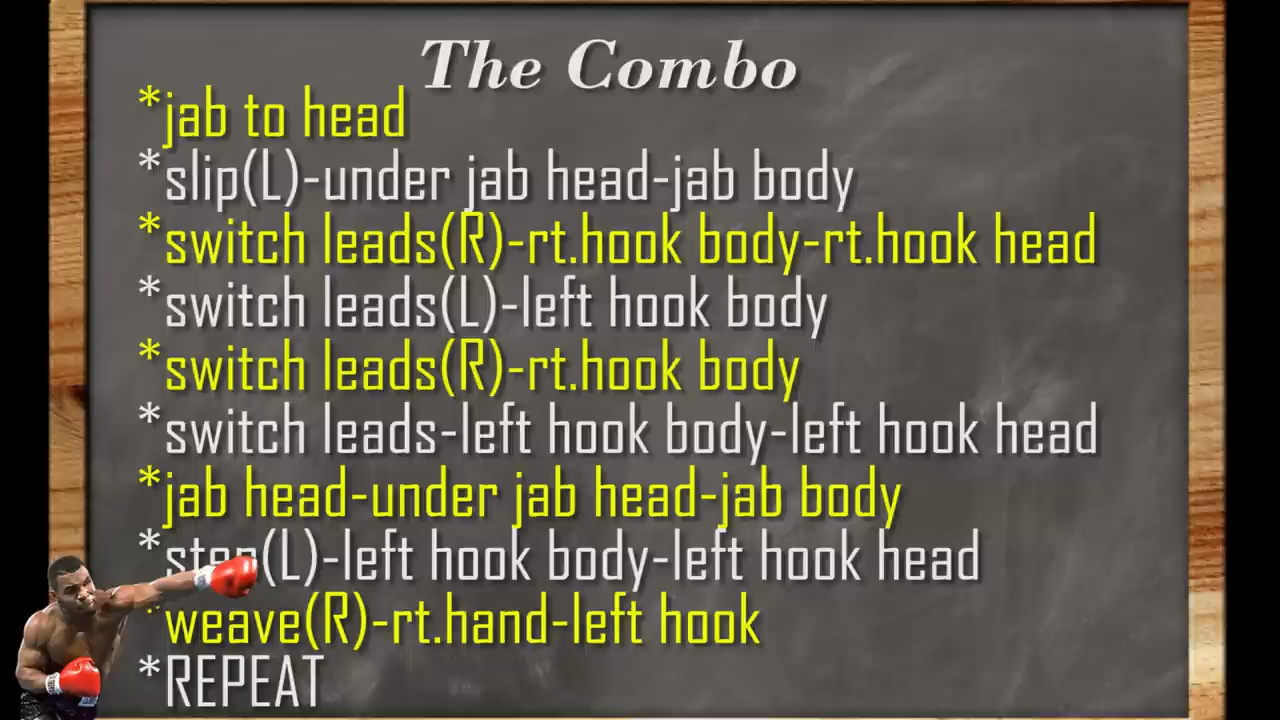 The Combo
*jab to head
*slip(L)-under jab head-jab body
*switch leads(R)-rt.hook body-rt.hook head
*switch leads(L)-left hook body
*switch leads(R)-rt.hook body
*switch leads-left hook body-left hook head
*jab head-under jab head-jab body
*step(L)-left hook body-left hook head
*weave(R)-rt.hand-left hook
*REPEAT